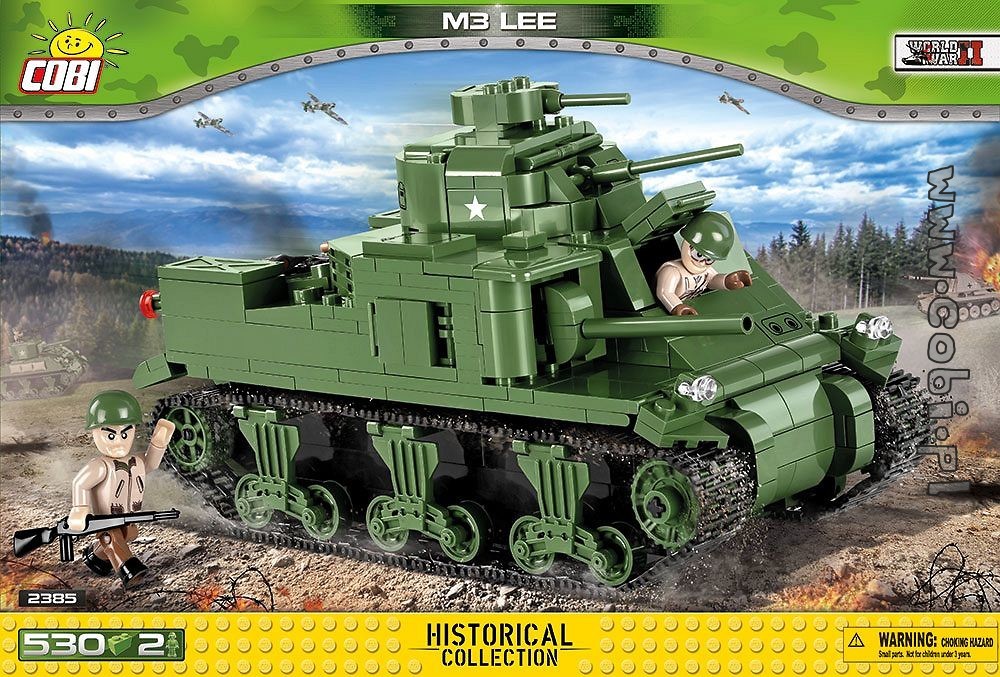 M3 LEE
COBI
WORLD
WAR II
www.cobi.pl
2385
530 2
HISTORICAL
COLLECTION
WARNING: CHOKING HAZARD
Small parts. Not for children under 3 years.